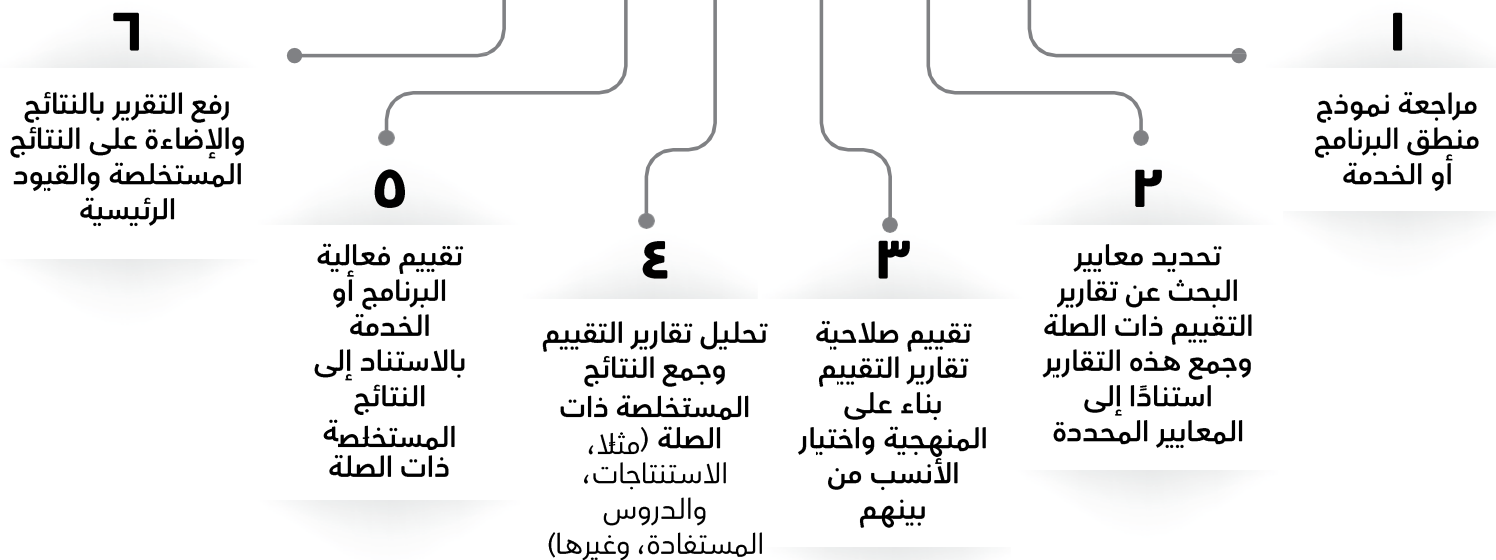 ١
مراجعة نموذج
منطق البرنامج
أو الخدمة
٢
تحديد معايير
البحث عن تقارير
التقييم ذات الصلة
وجمع هذه التقارير
استنادًا إلى
المعايير المحددة
٣
تقييم صلاحية
تقارير التقييم
بناء على
المنهجية واختيار
الأنسب من
بينهم
٤
تحليل تقارير التقييم
وجمع النتائج
المستخلصة ذات
الصلة (مثلًا،
الاستنتاجات،
والدروس
المستفادة، وغيرها)
٥
تقييم فعالية
البرنامج أو
الخدمة
بالاستناد إلى
النتائج
المستخلصة
ذات الصلة
٦
رفع التقرير بالنتائج
والإضاءة على النتائج
المستخلصة والقيود
الرئيسية